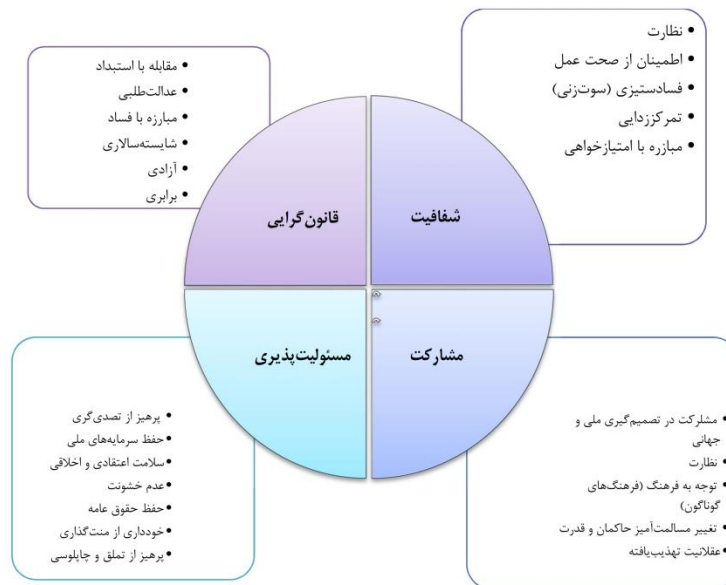 • نظارت
• اطمینان از صحت عمل
• فسادستیزی (سوت‌زنی)
• تمرکززدایی
• مبازره با امتیازخواهی
• مقابله با استبداد
• عدالت‌طلبی
• مبارزه با فساد
• شایسته‌سالاری
• آزادی
• برابری
شفافیت
قانون‌گرایی
مشارکت
مسئولیت‌پذیری
• مشلرکت در تصمیم‌گیری ملی و
جهانی
• نظارت
• توجه به فرهنگ (فرهنگ‌های
گوناگون)
• تغییر مسالمت‌آمیز حاکمان و قدرت
• عقلانیت تهذیب‌یافته
• پرهیز از تصدی‌گری
• حفظ سرمایه‌های ملی
• سلامت اعتقادی و اخلاقی
• عدم خشونت
• حفظ حقوق عامه
• خودداری از منت‌گذاری
• پرهیز از تملق و چاپلوسی